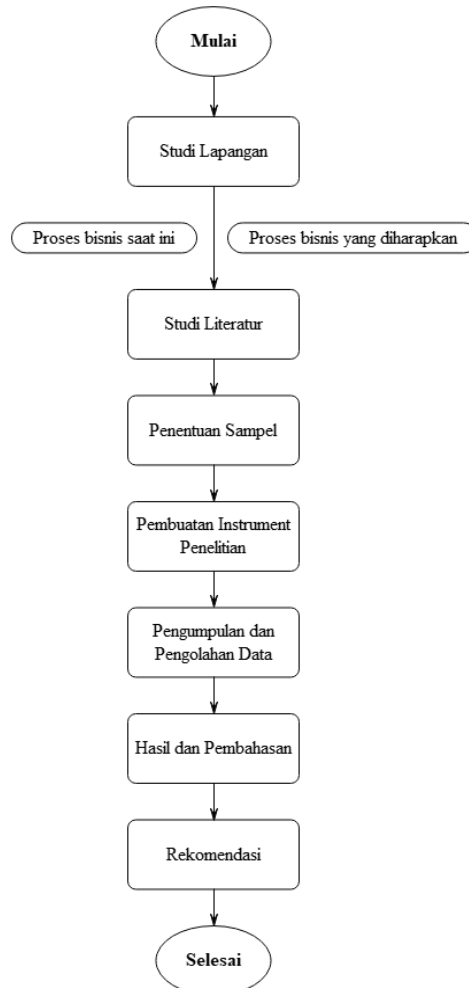 Mulai
Studi Lapangan
Proses bisnis saat ini
Proses bisnis yang diharapkan
Studi Literatur
Penentuan Sampel
Pembuatan Instrument
Penelitian
Pengumpulan dan
Pengolahan Data
Hasil dan Pembahasan
Rekomendasi
Selesai